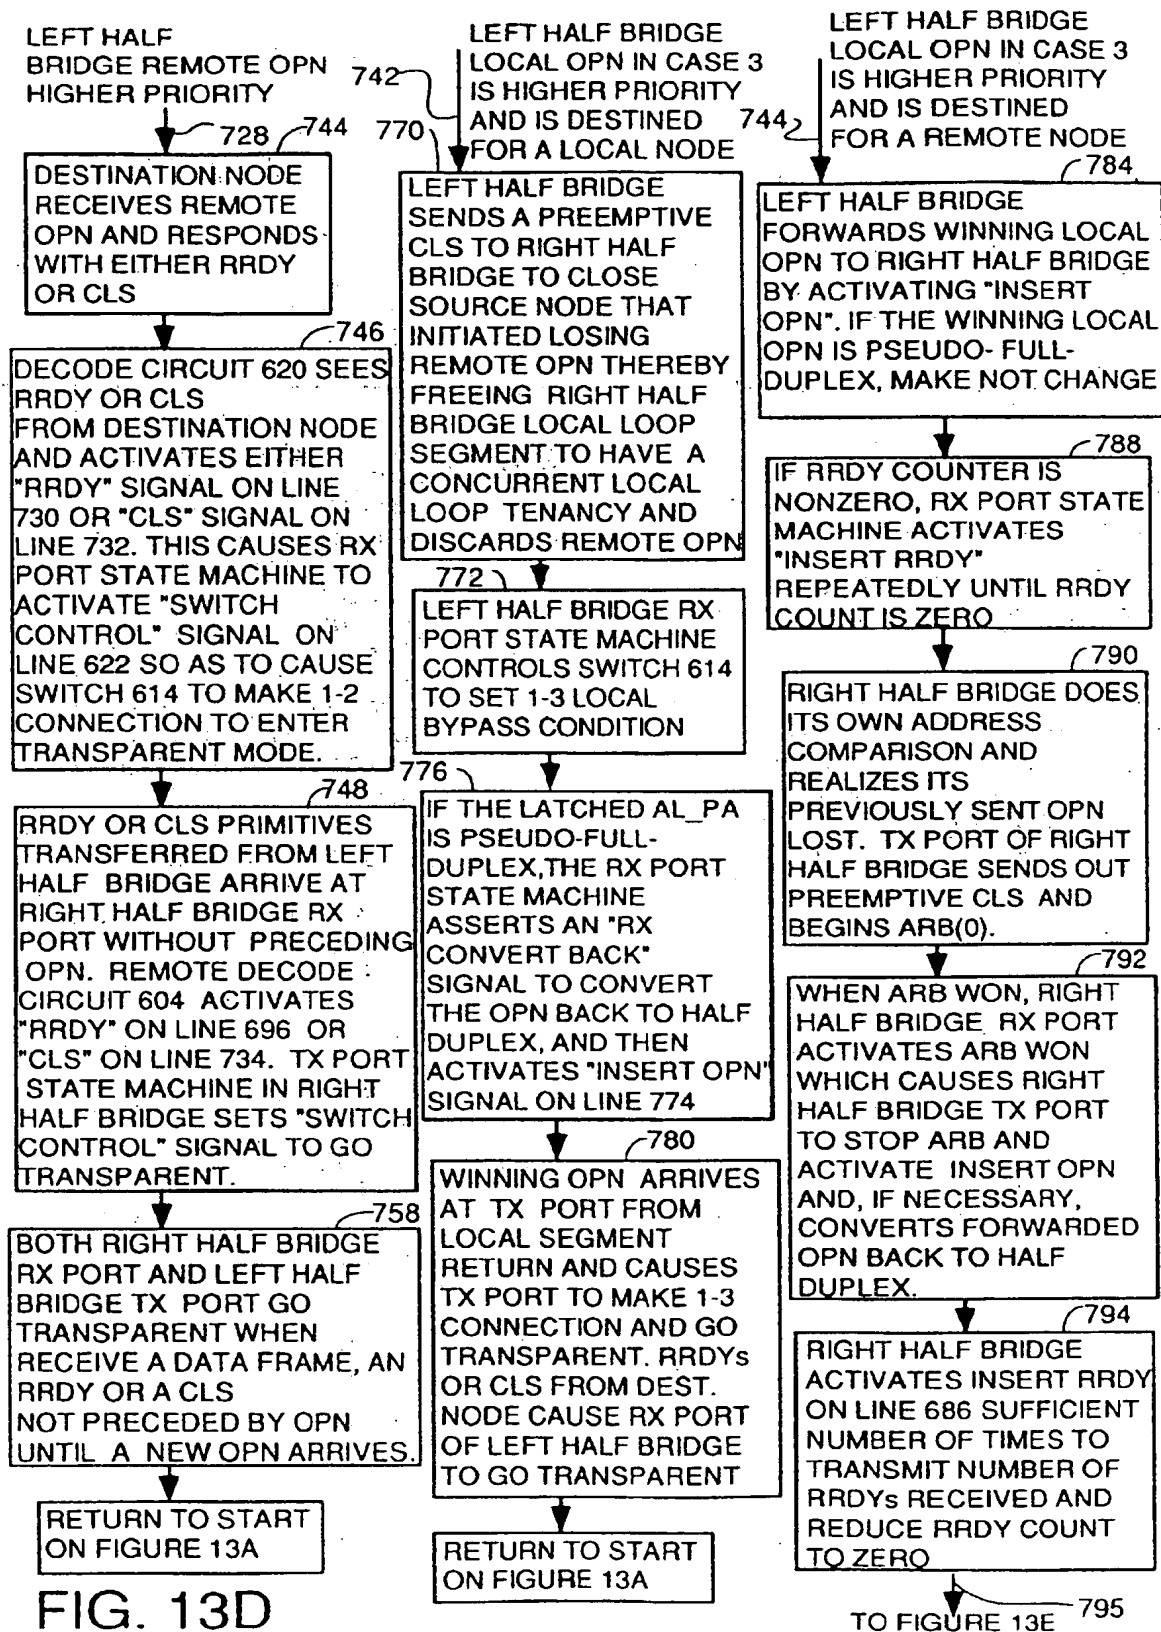 LEFT HALF
BRIDGE REMOTE OPN
HIGHER PRIORITY
728
744
DESTINATION NODE
RECEIVES REMOTE
OPN AND RESPONDS
WITH EITHER RRDY
OR CLS
746
DECODE CIRCUIT 620 SEES
RRDY OR CLS
FROM DESTINATION NODE
AND ACTIVATES EITHER
"RRDY" SIGNAL ON LINE
730 OR "CLS" SIGNAL ON
LINE 732. THIS CAUSES RX
PORT STATE MACHINE TO
ACTIVATE "SWITCH
CONTROL" SIGNAL ON
LINE 622 SO AS TO CAUSE
SWITCH 614 TO MAKE 1-2
CONNECTION TO ENTER
TRANSPARENT MODE.
748
RRDY OR CLS PRIMITIVES
TRANSFERRED FROM LEFT
HALF BRIDGE ARRIVE AT
RIGHT HALF BRIDGE RX
PORT WITHOUT PRECEDING
OPN. REMOTE DECODE
CIRCUIT 604 ACTIVATES
"RRDY" ON LINE 696 OR
"CLS" ON LINE 734. TX PORT
STATE MACHINE IN RIGHT
HALF BRIDGE SETS "SWITCH
CONTROL" SIGNAL TO GO
TRANSPARENT.
758
BOTH RIGHT HALF BRIDGE
RX PORT AND LEFT HALF
BRIDGE TX PORT GO
TRANSPARENT WHEN
RECEIVE A DATA FRAME, AN
RRDY OR A CLS
NOT PRECEDED BY OPN
UNTIL A NEW OPN ARRIVES.
RETURN TO START
ON FIGURE 13A
FIG. 13D
LEFT HALF BRIDGE
LOCAL OPN IN CASE 3
IS HIGHER PRIORITY
AND IS DESTINED
FOR A LOCAL NODE
742
770
LEFT HALF BRIDGE
SENDS A PREEMPTIVE
CLS TO RIGHT HALF
BRIDGE TO CLOSE
SOURCE NODE THAT
INITIATED LOSING
REMOTE OPN THEREBY
FREEING RIGHT HALF
BRIDGE LOCAL LOOP
SEGMENT TO HAVE A
CONCURRENT LOCAL
LOOP TENANCY AND
DISCARDS REMOTE OPN
772
LEFT HALF BRIDGE RX
PORT STATE MACHINE
CONTROLS SWITCH 614
TO SET 1-3 LOCAL
BYPASS CONDITION
776
IF THE LATCHED AL_PA
IS PSEUDO-FULL-
DUPLEX,THE RX PORT
STATE MACHINE
ASSERTS AN "RX
CONVERT BACK"
SIGNAL TO CONVERT
THE OPN BACK TO HALF
DUPLEX, AND THEN
ACTIVATES "INSERT OPN"
SIGNAL ON LINE 774
780
WINNING OPN ARRIVES
AT TX PORT FROM
LOCAL SEGMENT
RETURN AND CAUSES
TX PORT TO MAKE 1-3
CONNECTION AND GO
TRANSPARENT. RRDYs
OR CLS FROM DEST.
NODE CAUSE RX PORT
OF LEFT HALF BRIDGE
TO GO TRANSPARENT
RETURN TO START
ON FIGURE 13A
LEFT HALF BRIDGE
LOCAL OPN IN CASE 3
IS HIGHER PRIORITY
AND IS DESTINED
FOR A REMOTE NODE
744
784
LEFT HALF BRIDGE
FORWARDS WINNING LOCAL
OPN TO RIGHT HALF BRIDGE
BY ACTIVATING "INSERT
OPN". IF THE WINNING LOCAL
OPN IS PSEUDO- FULL-
DUPLEX, MAKE NOT CHANGE
788
IF RRDY COUNTER IS
NONZERO, RX PORT STATE
MACHINE ACTIVATES
"INSERT RRDY"
REPEATEDLY UNTIL RRDY
COUNT IS ZERO
790
RIGHT HALF BRIDGE DOES
ITS OWN ADDRESS
COMPARISON AND
REALIZES ITS
PREVIOUSLY SENT OPN
LOST. TX PORT OF RIGHT
HALF BRIDGE SENDS OUT
PREEMPTIVE CLS AND
BEGINS ARB(0).
792
WHEN ARB WON, RIGHT
HALF BRIDGE RX PORT
ACTIVATES ARB WON
WHICH CAUSES RIGHT
HALF BRIDGE TX PORT
TO STOP ARB AND
ACTIVATE INSERT OPN
AND, IF NECESSARY,
CONVERTS FORWARDED
OPN BACK TO HALF
DUPLEX.
794
RIGHT HALF BRIDGE
ACTIVATES INSERT RRDY
ON LINE 686 SUFFICIENT
NUMBER OF TIMES TO
TRANSMIT NUMBER OF
RRDYs RECEIVED AND
REDUCE RRDY COUNT
TO ZERO
795
TO FIGURE 13E